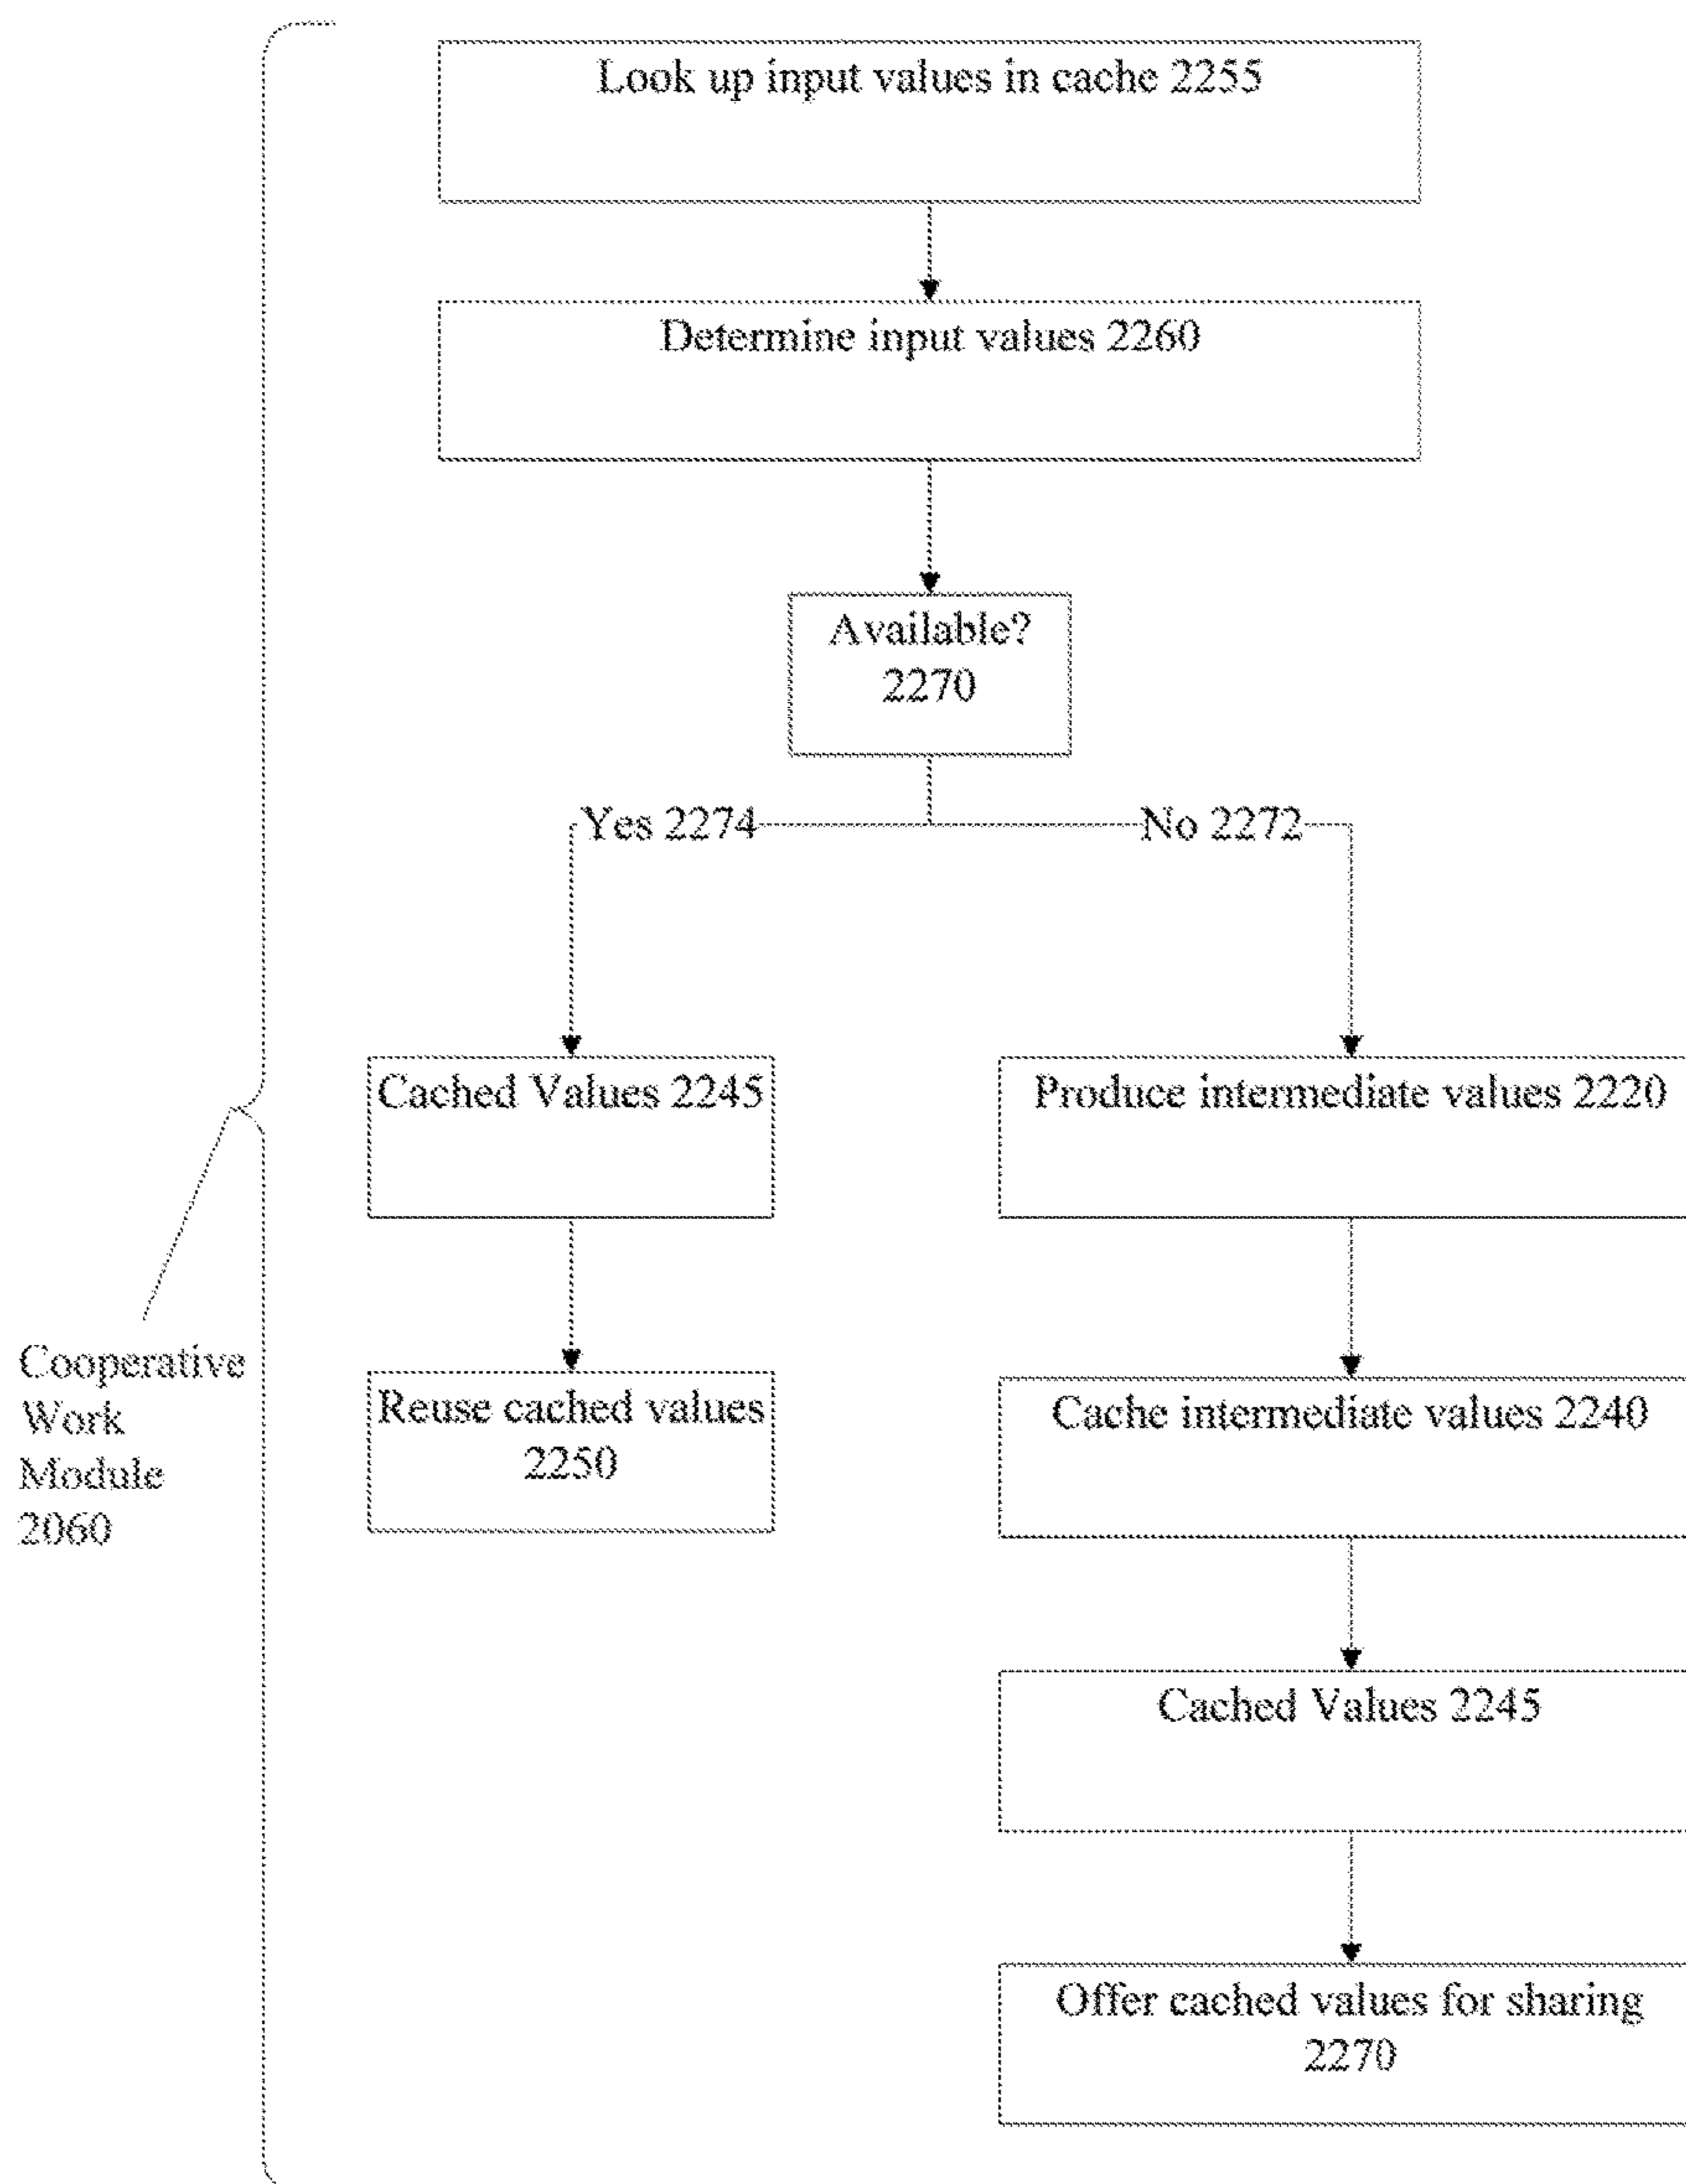 Look up input values in cache 2255
Determine input values 2260
Available?
2270
Yes 2274
No 2272
Cached Values 2245
Produce intermediate values 2220
Reuse cached values
2250
Cache intermediate values 2240
Cached Values 2245
Offer cached values for sharing
2270
Cooperative
Work
Module
2060